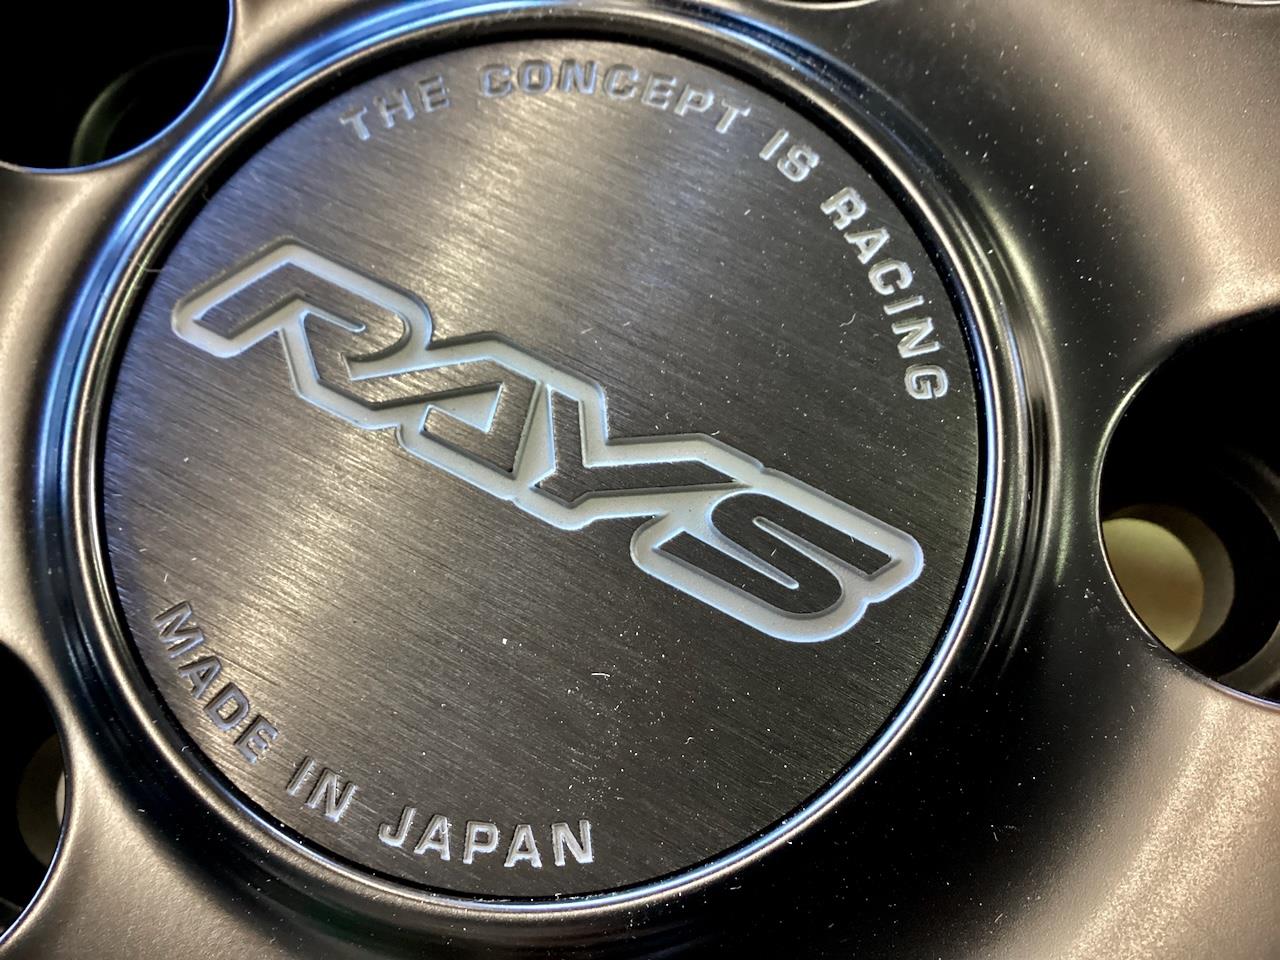 THE CONCEPT IS RACING
RAYS
MADE IN JAPAN